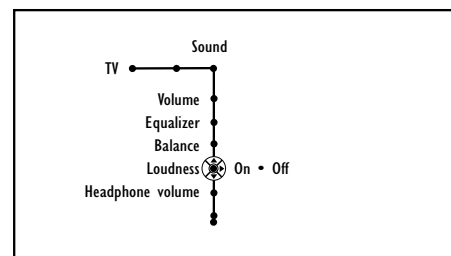 Sound
TV
Volume
Equalizer
Balance
Loudness On • Off
Headphone volume